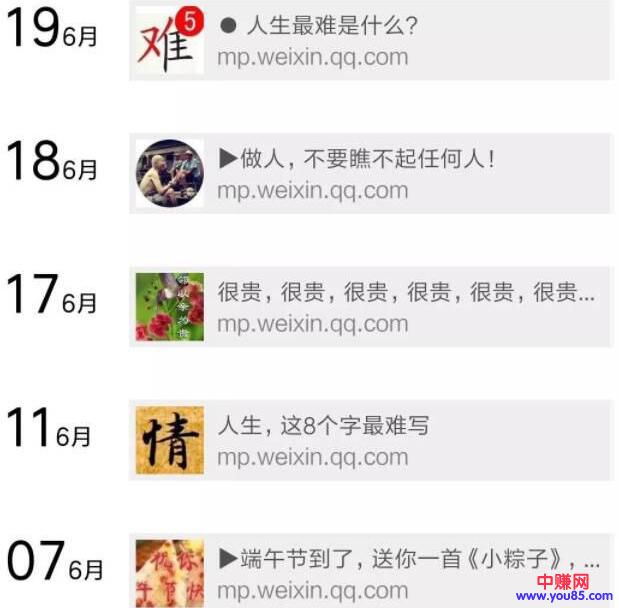 19 6月
难
5
● 人生最难是什么?
mp.weixin.qq.com
18 6月
▶做人，不要瞧不起任何人！
mp.weixin.qq.com
17 6月
很贵，很贵，很贵，很贵，很贵，很贵...
mp.weixin.qq.com
11 6月
情
人生，这8个字最难写
mp.weixin.qq.com
07 6月
祝你
午节快
▶端午节到了，送你一首《小粽子》，...
mp.weixin.qq.com
中赚网
www.you85.com